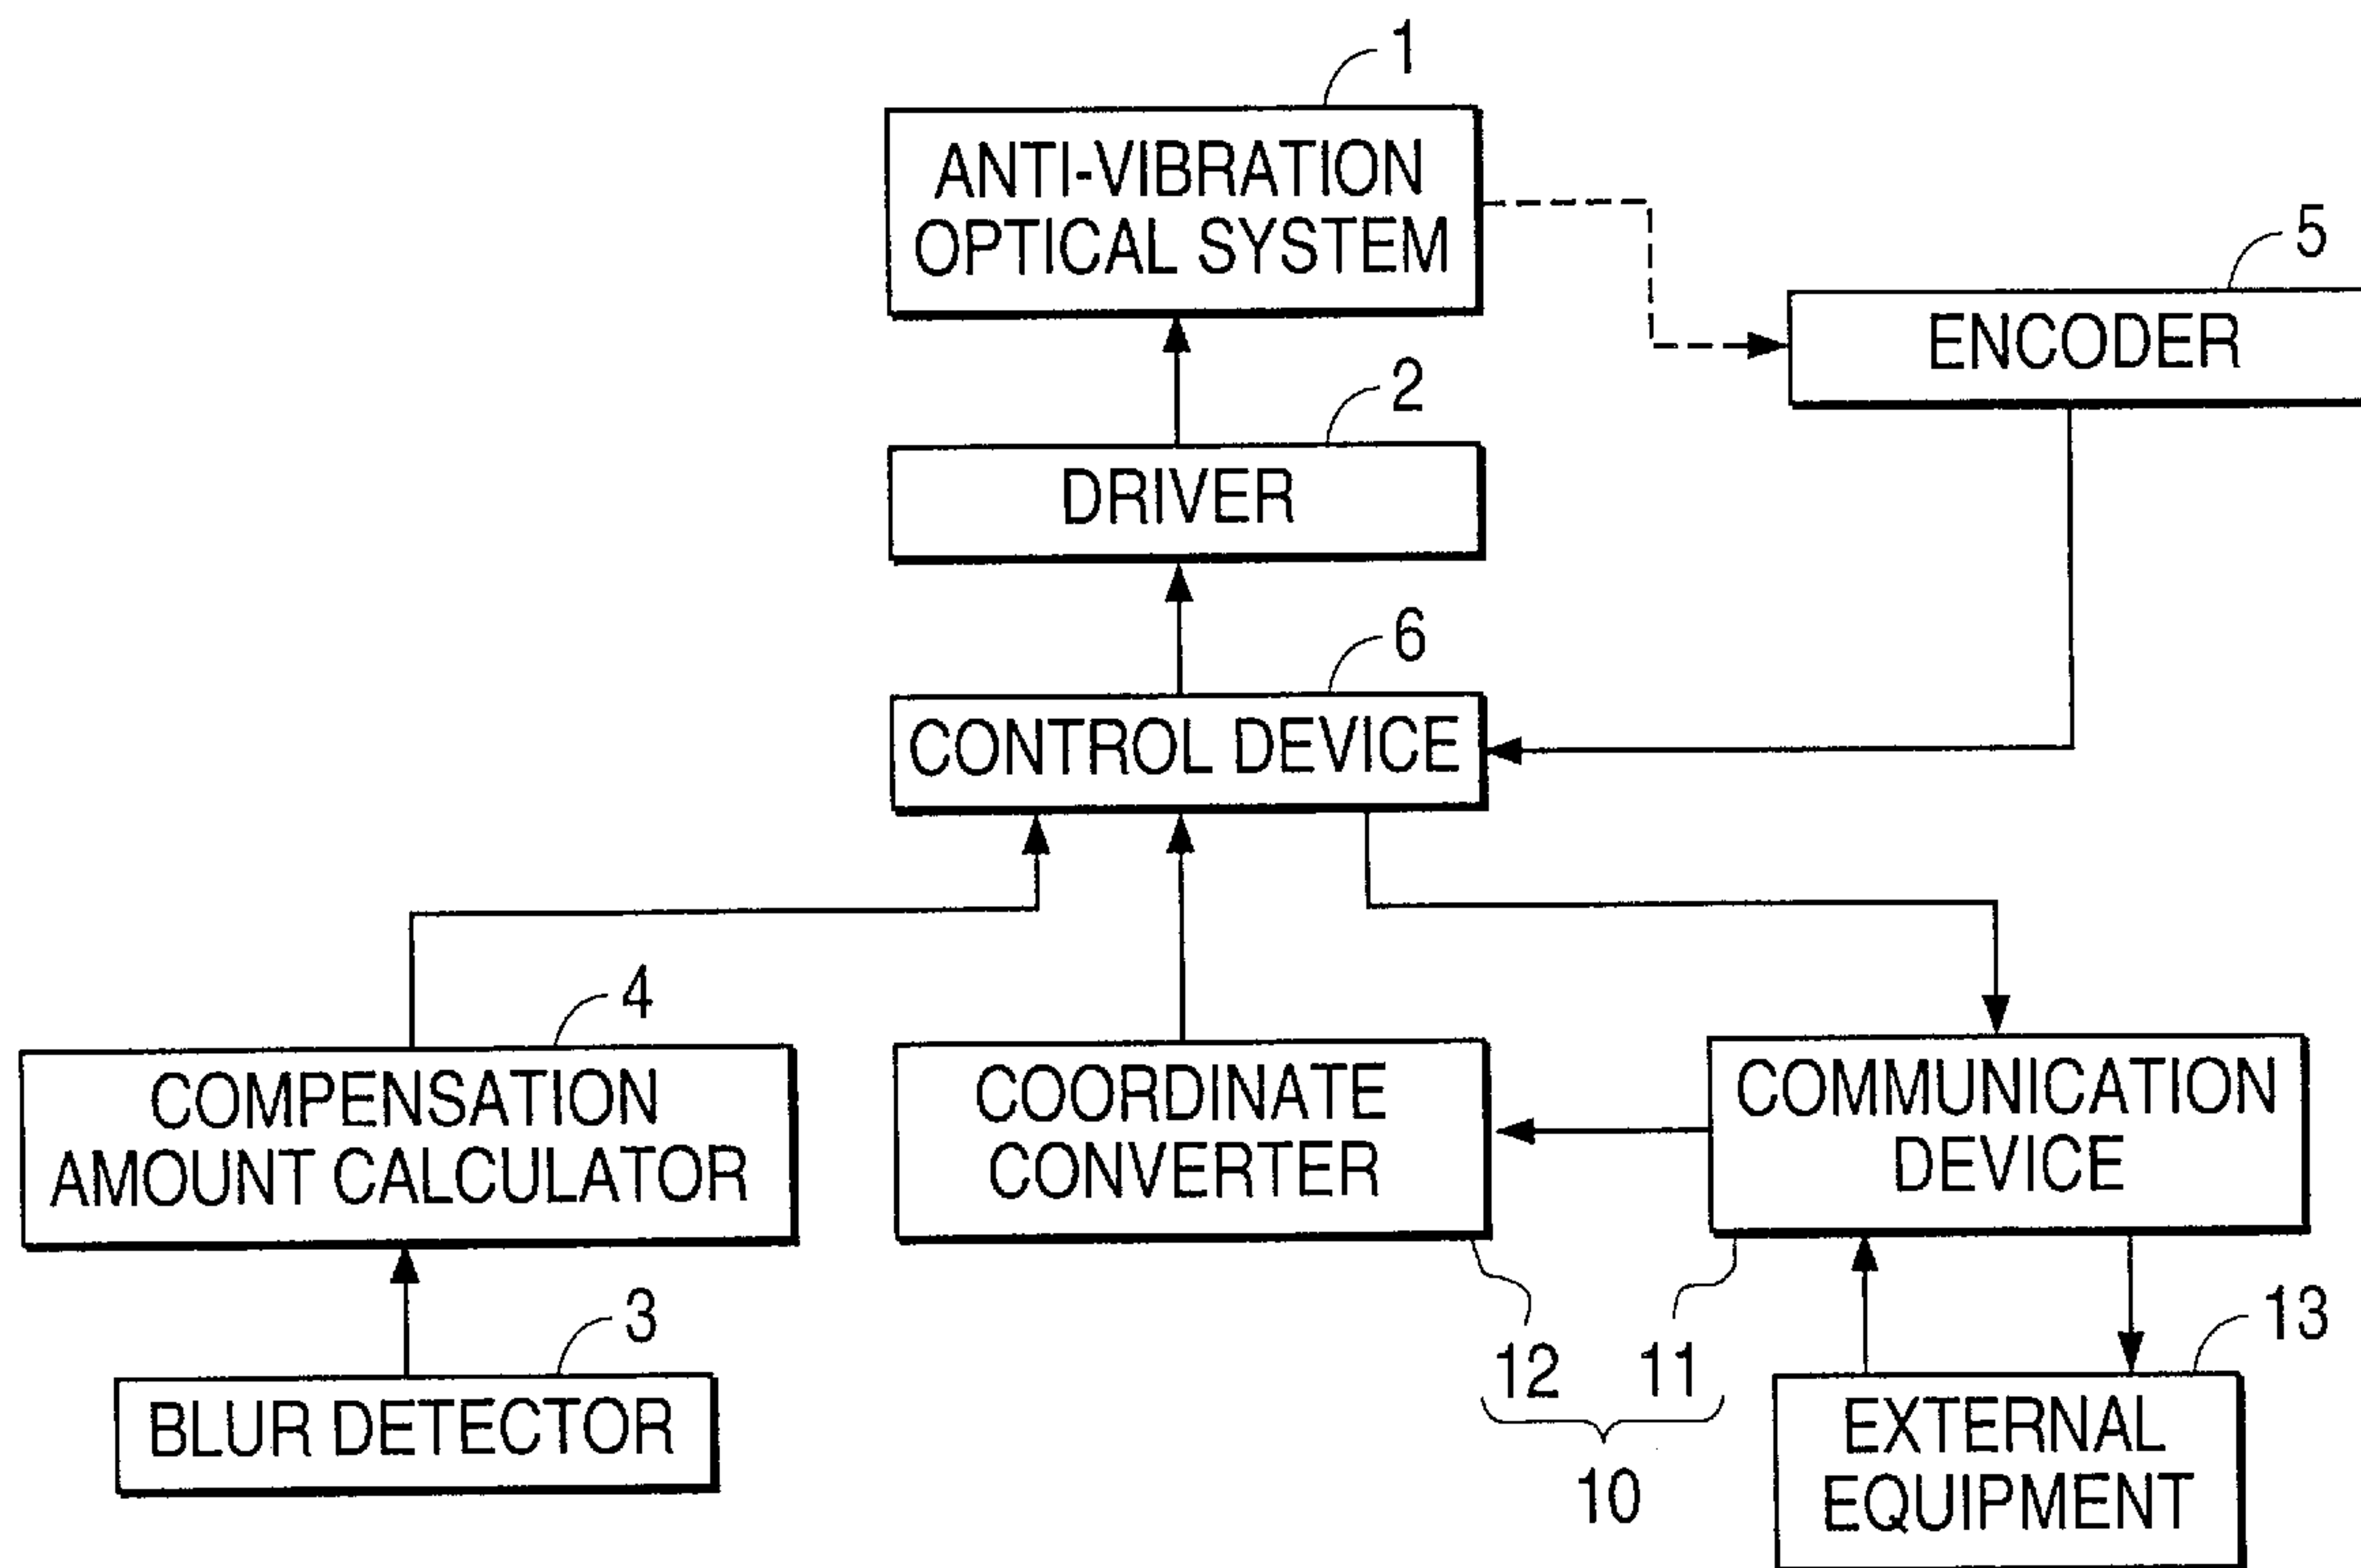 1
ANTI-VIBRATION
OPTICAL SYSTEM
5
ENCODER
2
DRIVER
6
CONTROL DEVICE
4
COMPENSATION
AMOUNT CALCULATOR
COORDINATE
CONVERTER
COMMUNICATION
DEVICE
3
BLUR DETECTOR
12
11
10
13
EXTERNAL
EQUIPMENT